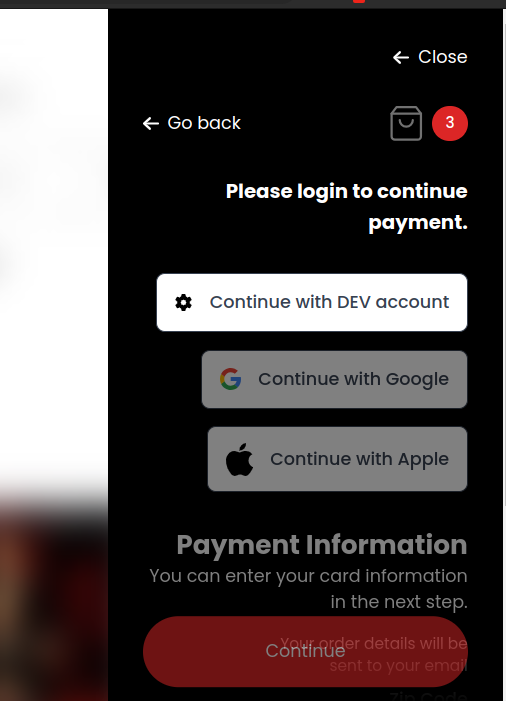 Close
Go back
3
Please login to continue
payment.
Continue with DEV account
Continue with Google
Continue with Apple
Payment Information
You can enter your card information
in the next step.
Your order details will be
Continue
sent to your email
Zip Code